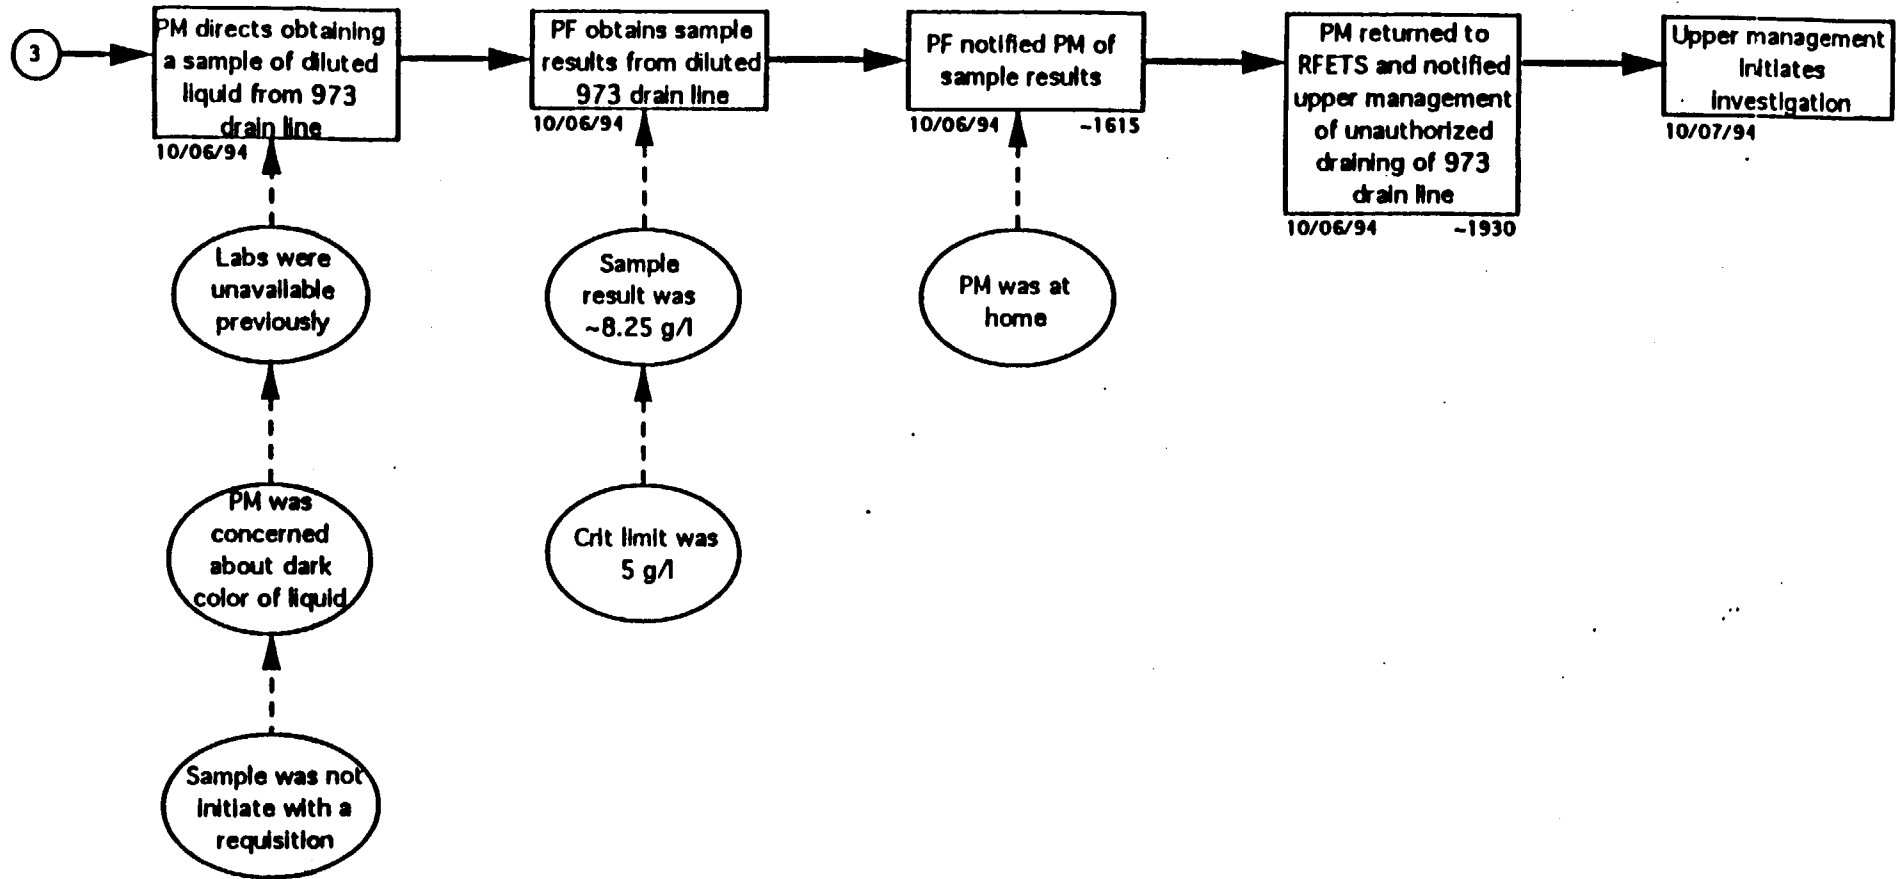 3
PM directs obtaining
a sample of diluted
liquid from 973
drain line
10/06/94
PF obtains sample
results from diluted
973 drain line
10/06/94
PF notified PM of
sample results
10/06/94 ~1615
PM returned to
RFETS and notified
upper management
of unauthorized
draining of 973
drain line
10/06/94 ~1930
Upper management
initiates
investigation
10/07/94
Labs were
unavailable
previously
Sample
result was
~8.25 g/l
PM was at
home
PM was
concerned
about dark
color of liquid
Crit limit was
5 g/l
Sample was not
initiate with a
requisition